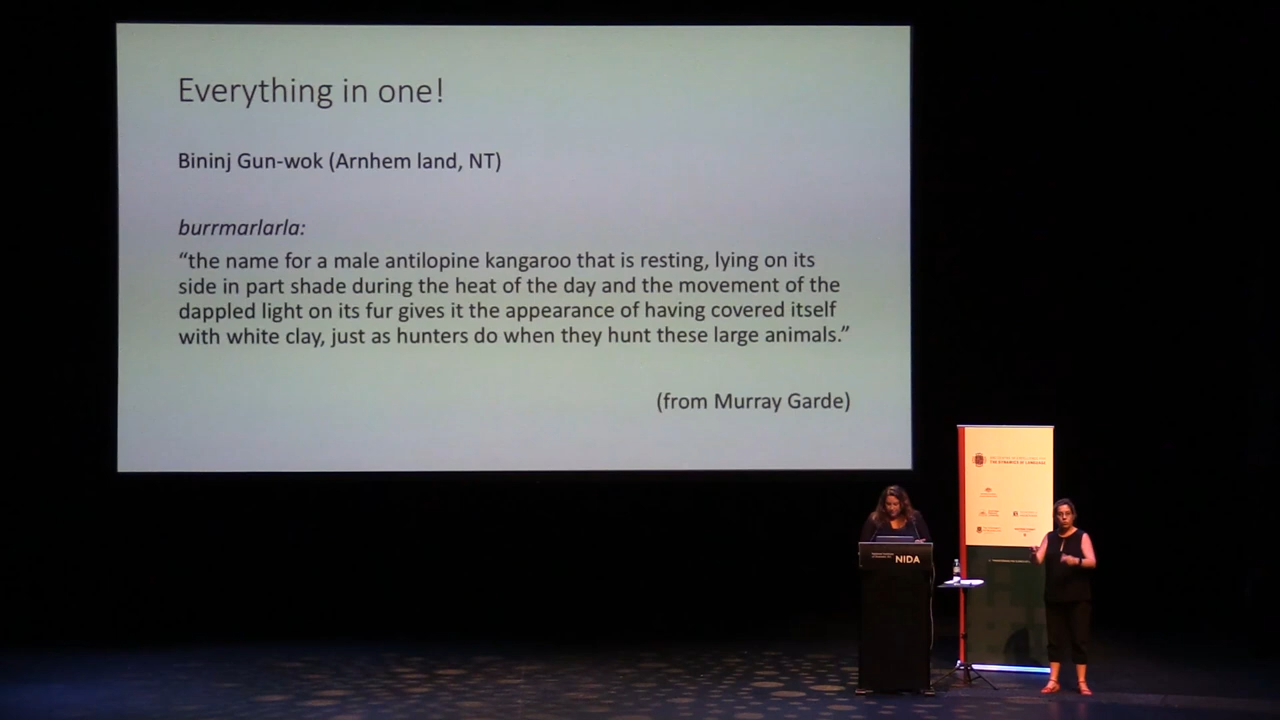 Everything in one!
Bininj Gun-wok (Arnhem land, NT)
burrmarlarla:
“the name for a male antilopine kangaroo that is resting, lying on its
side in part shade during the heat of the day and the movement of the
dappled light on its fur gives it the appearance of having covered itself
with white clay, just as hunters do when they hunt these large animals.”
(from Murray Garde)
THE DYNAMICS OF LANGUAGE
NIDA